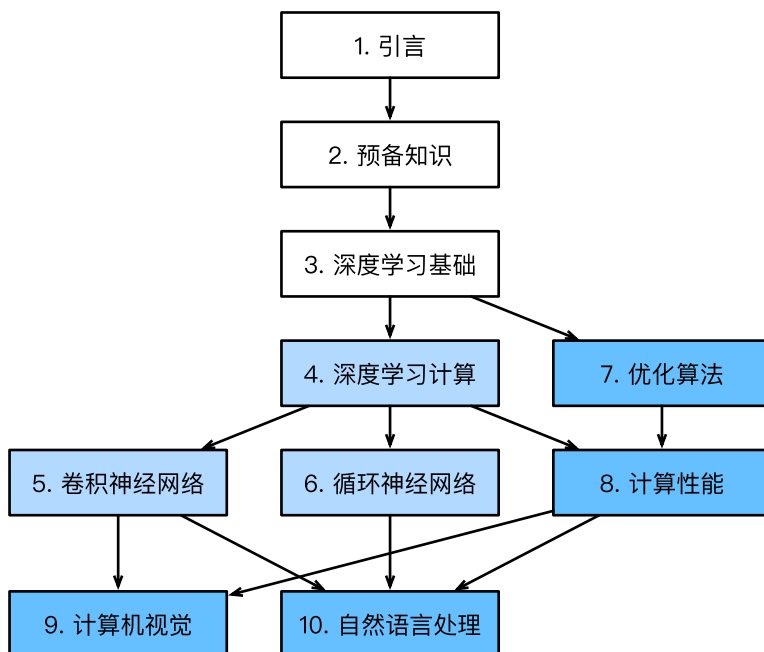 1. 引言
2. 预备知识
3. 深度学习基础
4. 深度学习计算
7. 优化算法
5. 卷积神经网络
6. 循环神经网络
8. 计算性能
9. 计算机视觉
10. 自然语言处理